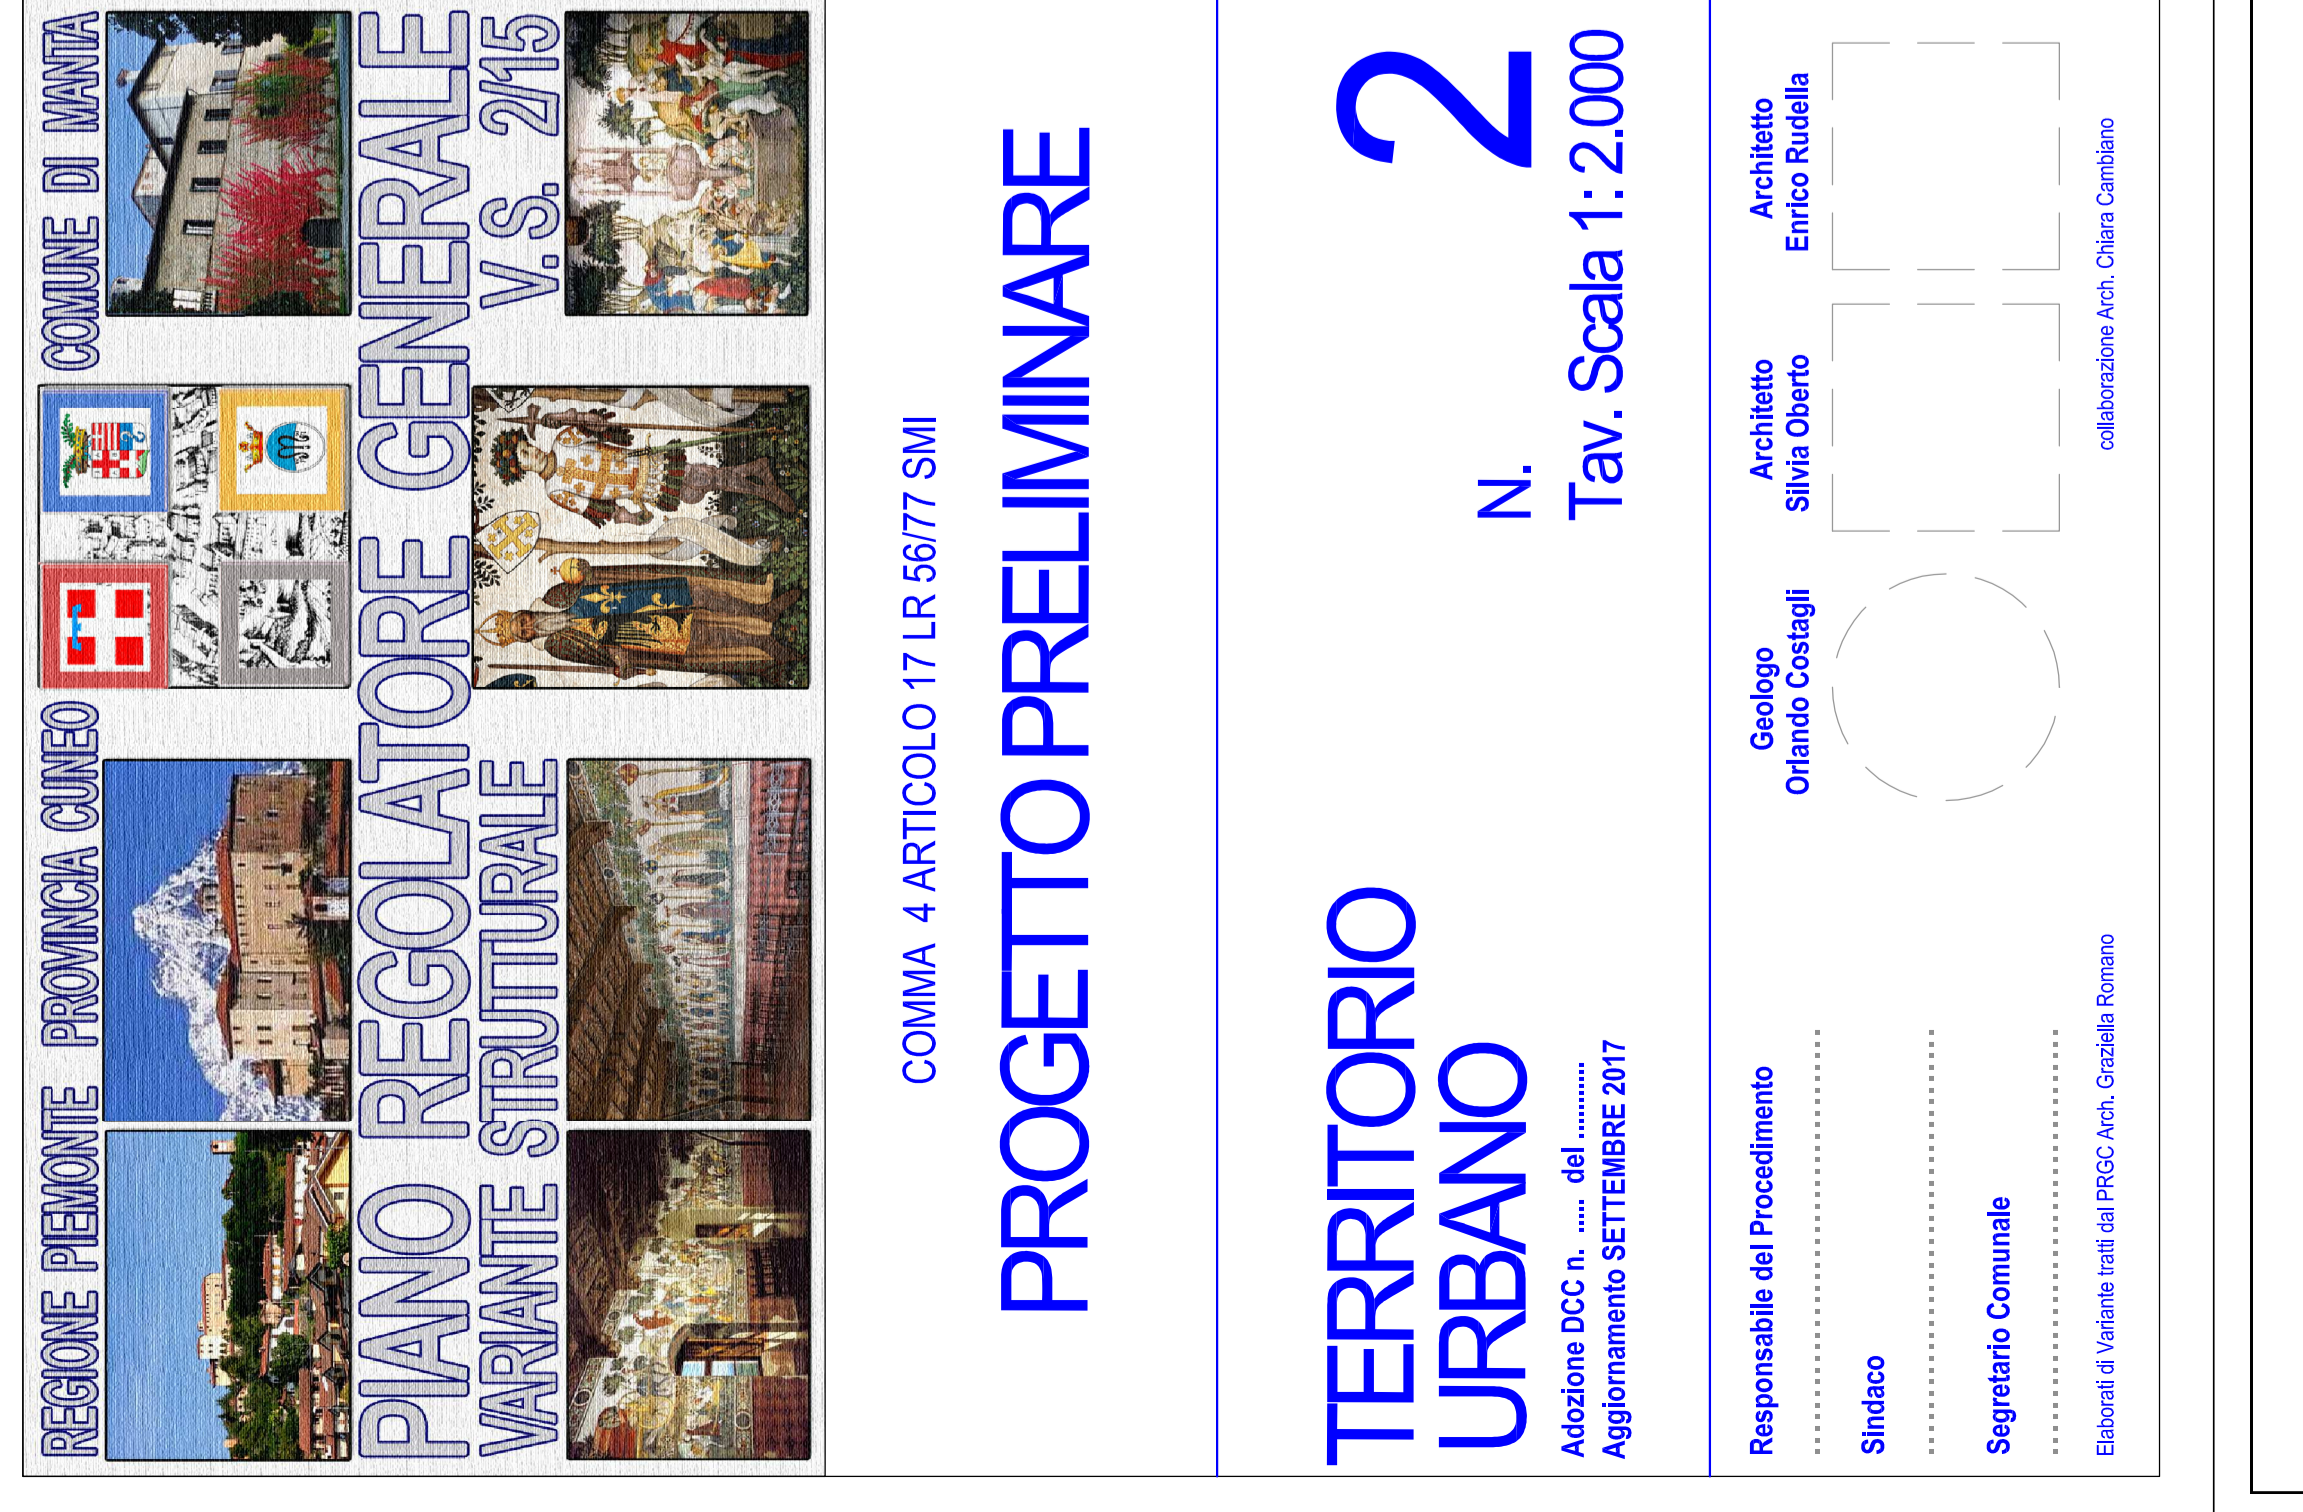 REGIONE PIEMONTE PROVINCIA CUNEO COMUNE DI MANTA
PIANO REGOLATORE GENERALE
VARIANTE STRUTTURALE V. S. 2/15
COMMA 4 ARTICOLO 17 LR 56/77 SMI
PROGETTO PRELIMINARE
TERRITORIO
URBANO
N. 2
Tav. Scala 1: 2.000
Adozione DCC n. ..... del ............
Aggiornamento SETTEMBRE 2017
Responsabile del Procedimento
Sindaco
Segretario Comunale
Geologo
Orlando Costagli
Architetto
Silvia Oberto
Architetto
Enrico Rudella
Elaborati di Variante tratti dal PRGC Arch. Graziella Romano
collaborazione Arch. Chiara Cambiano